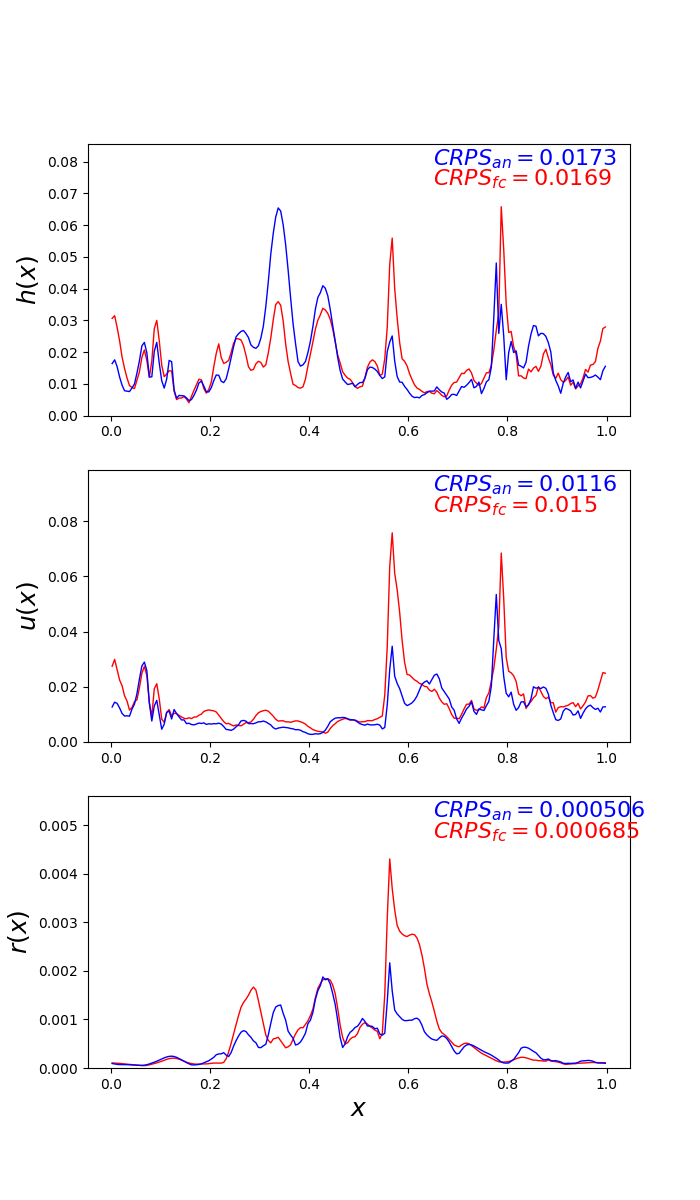 CRPS_an = 0.0173
CRPS_fc = 0.0169
h(x)
0.08
0.07
0.06
0.05
0.04
0.03
0.02
0.01
0.00
0.0 0.2 0.4 0.6 0.8 1.0
CRPS_an = 0.0116
CRPS_fc = 0.015
u(x)
0.08
0.06
0.04
0.02
0.00
0.0 0.2 0.4 0.6 0.8 1.0
CRPS_an = 0.000506
CRPS_fc = 0.000685
r(x)
0.005
0.004
0.003
0.002
0.001
0.000
0.0 0.2 0.4 0.6 0.8 1.0
x